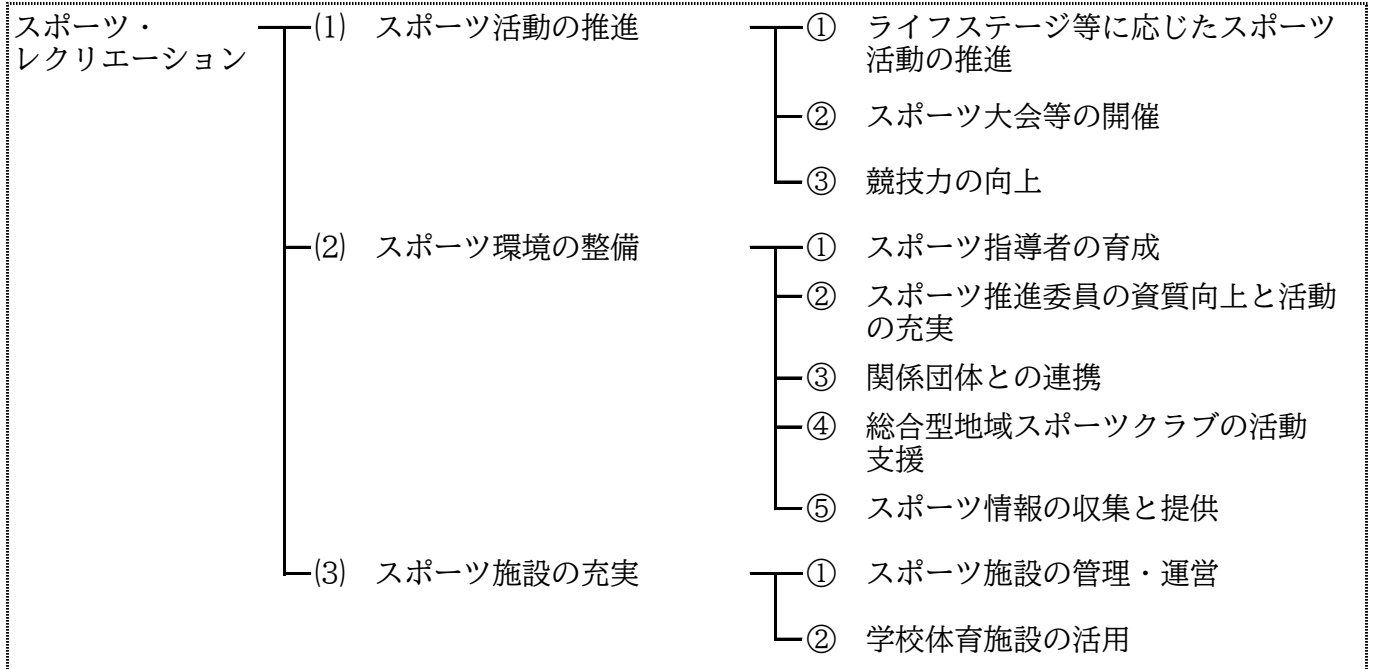 スポーツ・
レクリエーション
⑴ スポーツ活動の推進
① ライフステージ等に応じたスポーツ
活動の推進
② スポーツ大会等の開催
③ 競技力の向上
⑵ スポーツ環境の整備
① スポーツ指導者の育成
② スポーツ推進委員の資質向上と活動
の充実
③ 関係団体との連携
④ 総合型地域スポーツクラブの活動
支援
⑤ スポーツ情報の収集と提供
⑶ スポーツ施設の充実
① スポーツ施設の管理・運営
② 学校体育施設の活用